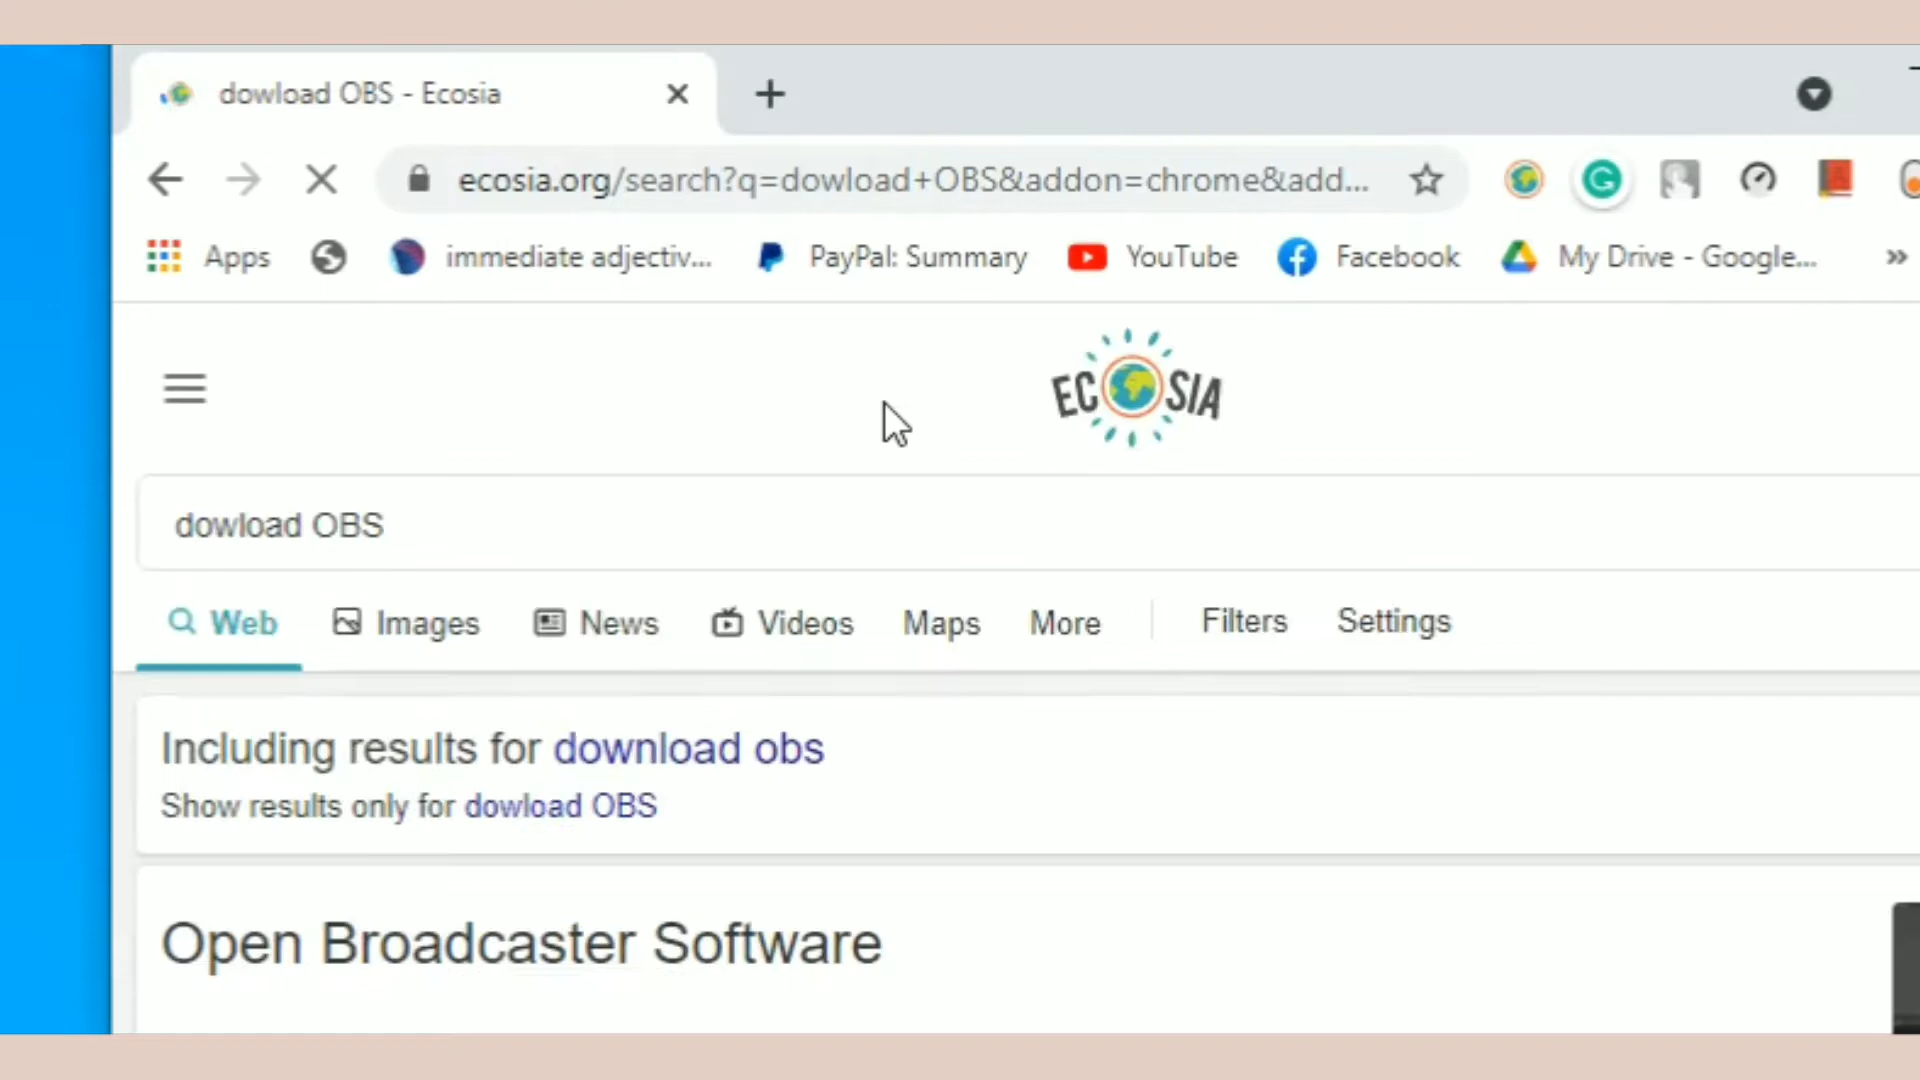 dowload OBS - Ecosia
ecosia.org/search?q=dowload+OBS&addon=chrome&add...
Apps immediate adjectiv... PayPal: Summary YouTube Facebook My Drive - Google... »
ECOSIA
dowload OBS
Web Images News Videos Maps More Filters Settings
Including results for download obs
Show results only for dowload OBS
Open Broadcaster Software